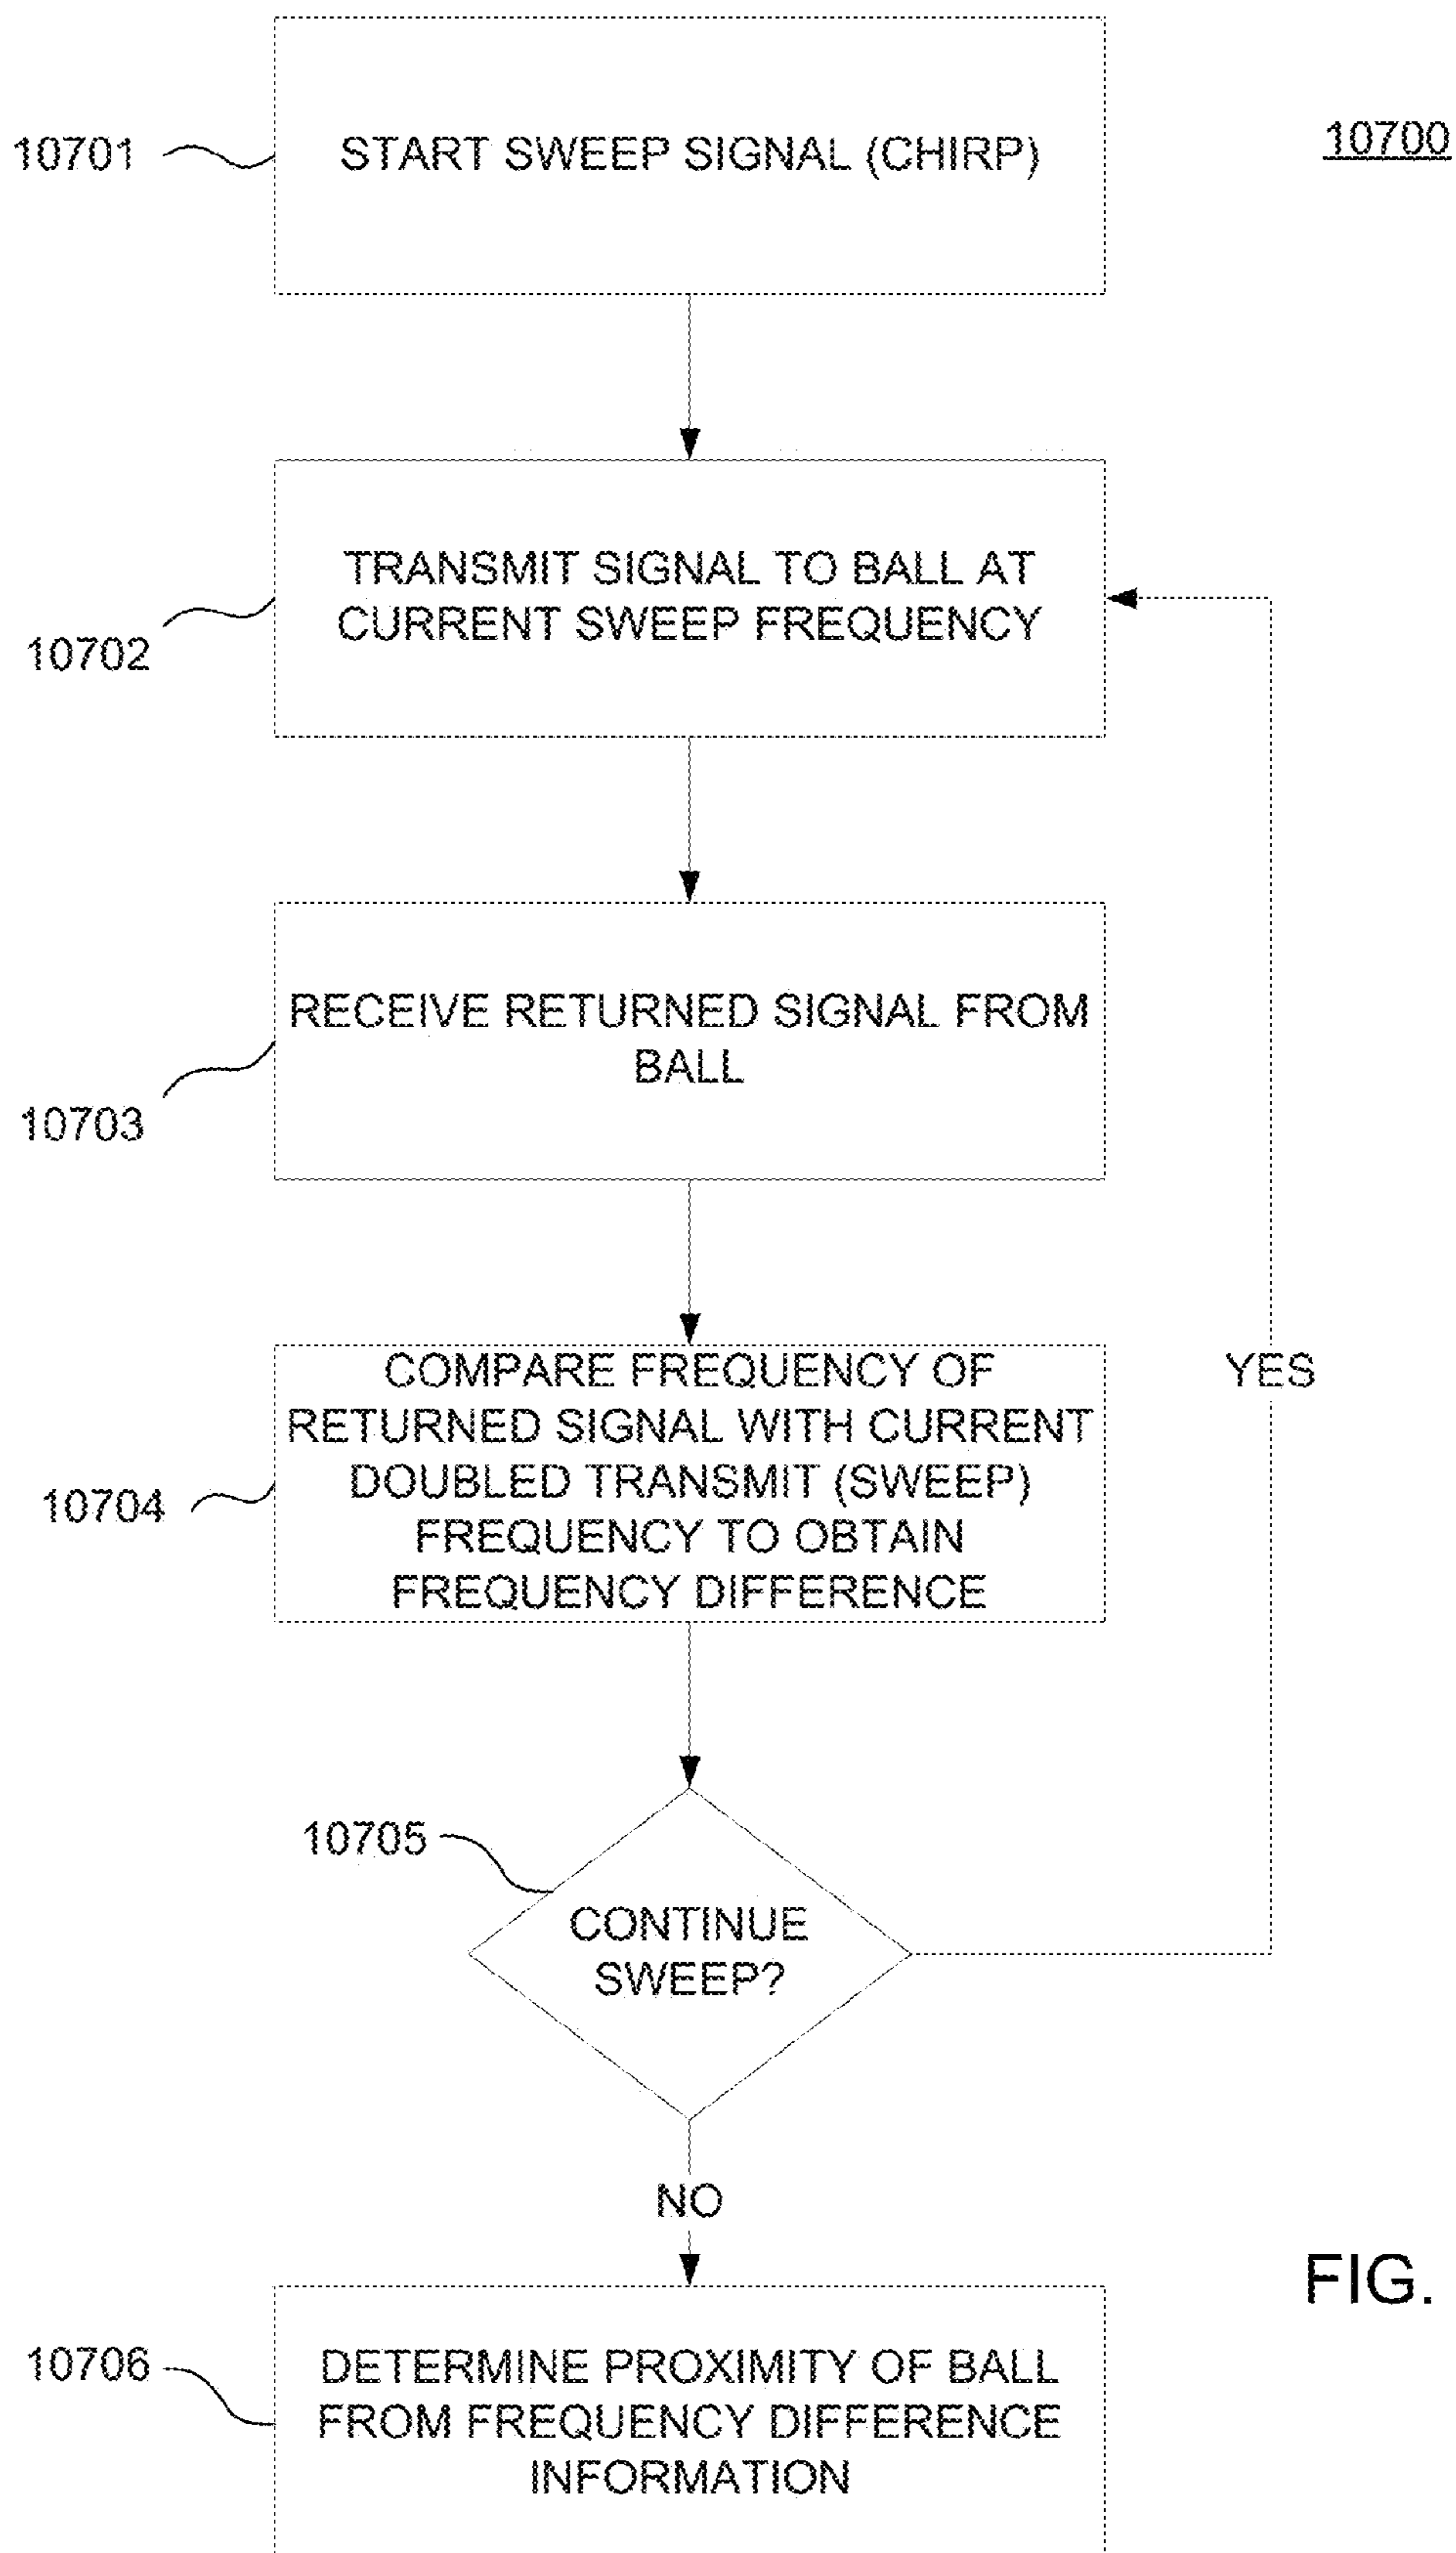 10700
10701
START SWEEP SIGNAL (CHIRP)
10702
TRANSMIT SIGNAL TO BALL AT
CURRENT SWEEP FREQUENCY
10703
RECEIVE RETURNED SIGNAL FROM
BALL
10704
COMPARE FREQUENCY OF
RETURNED SIGNAL WITH CURRENT
DOUBLED TRANSMIT (SWEEP)
FREQUENCY TO OBTAIN
FREQUENCY DIFFERENCE
YES
10705
CONTINUE
SWEEP?
NO
FIG.
10706
DETERMINE PROXIMITY OF BALL
FROM FREQUENCY DIFFERENCE
INFORMATION